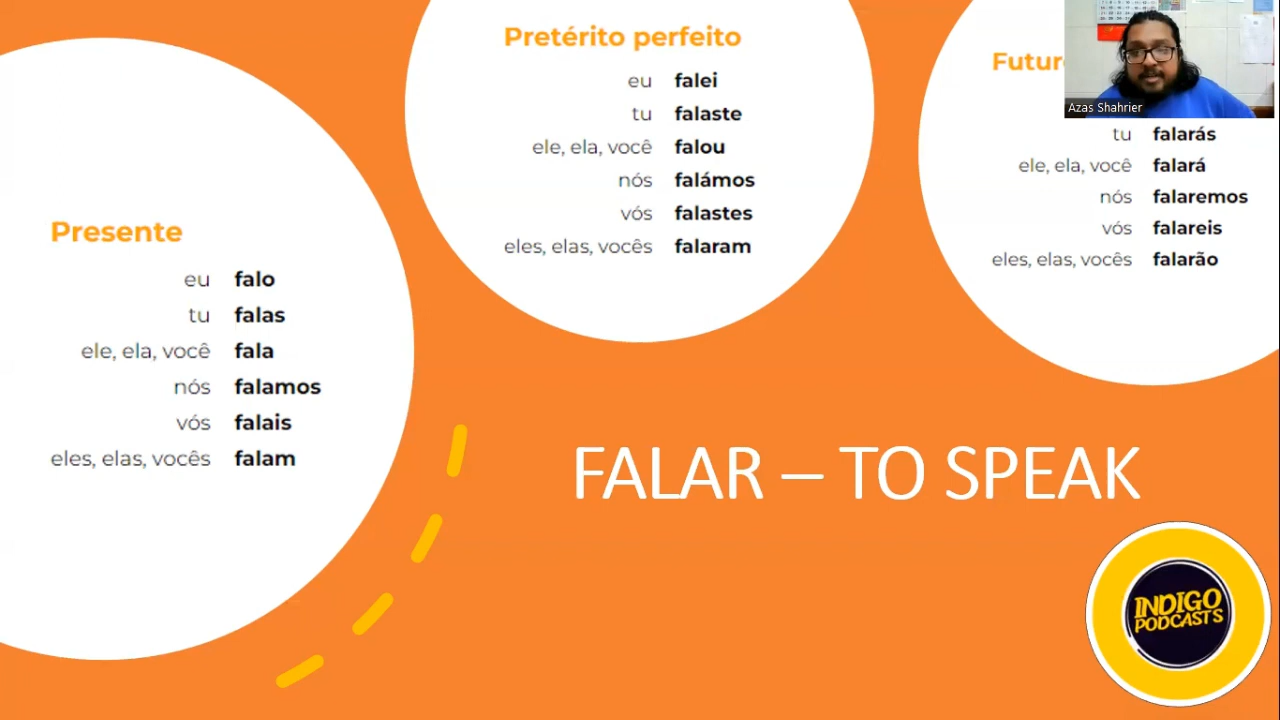 Presente
eu falo
tu falas
ele, ela, você fala
nós falamos
vós falais
eles, elas, vocês falam
Pretérito perfeito
eu falei
tu falaste
ele, ela, você falou
nós falámos
vós falastes
eles, elas, vocês falaram
Azas Shahrier
tu falarás
ele, ela, você falará
nós falaremos
vós falareis
eles, elas, vocês falarão
FALAR – TO SPEAK
INDIGO
PODCASTS